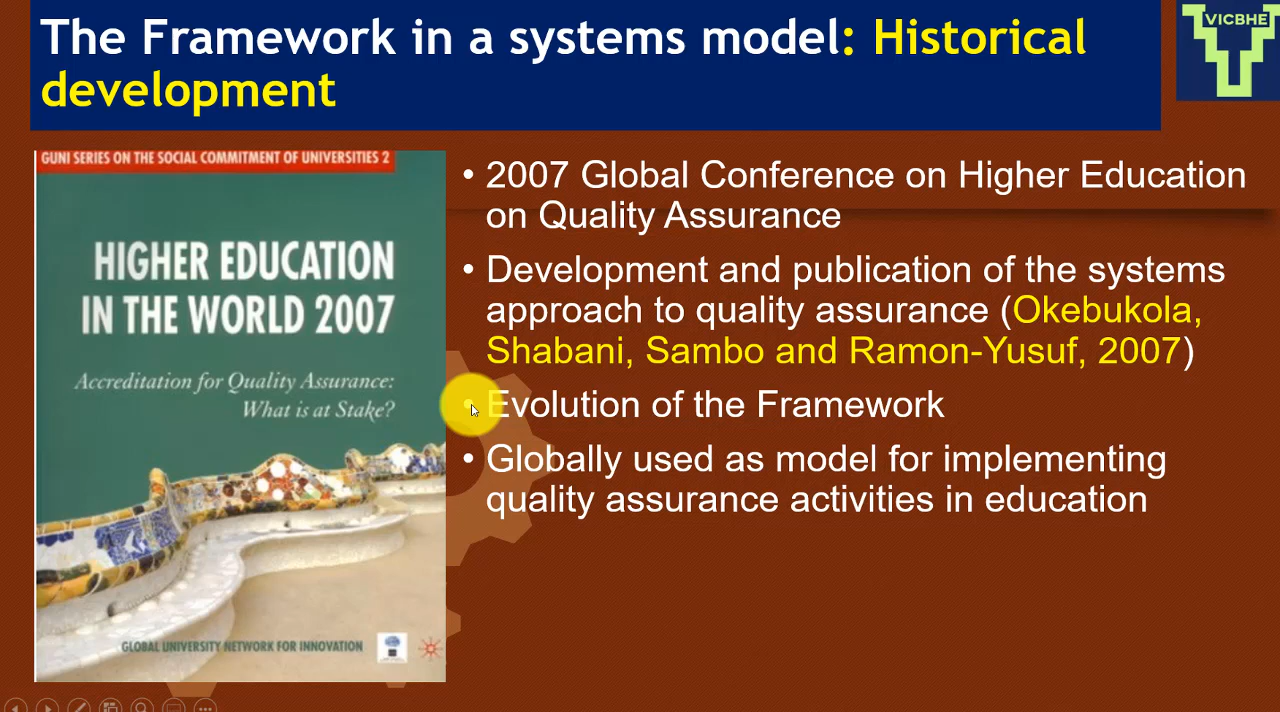 The Framework in a systems model: Historical
development
VICBHE
GUNI SERIES ON THE SOCIAL COMMITMENT OF UNIVERSITIES 2
HIGHER EDUCATION
IN THE WORLD 2007
Accreditation for Quality Assurance:
What is at Stake?
GLOBAL UNIVERSITY NETWORK FOR INNOVATION
• 2007 Global Conference on Higher Education
on Quality Assurance
• Development and publication of the systems
approach to quality assurance (Okebukola,
Shabani, Sambo and Ramon-Yusuf, 2007)
• Evolution of the Framework
• Globally used as model for implementing
quality assurance activities in education